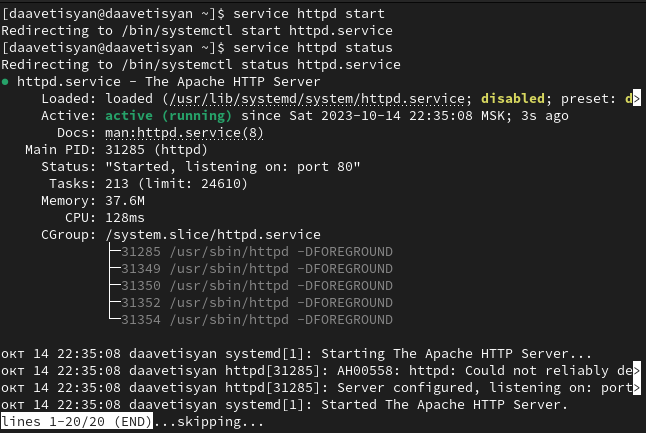 [daavetisyan@daavetisyan ~]$ service httpd start
Redirecting to /bin/systemctl start httpd.service
[daavetisyan@daavetisyan ~]$ service httpd status
Redirecting to /bin/systemctl status httpd.service
● httpd.service - The Apache HTTP Server
Loaded: loaded (/usr/lib/systemd/system/httpd.service; disabled; preset: d>
Active: active (running) since Sat 2023-10-14 22:35:08 MSK; 3s ago
Docs: man:httpd.service(8)
Main PID: 31285 (httpd)
Status: "Started, listening on: port 80"
Tasks: 213 (limit: 24610)
Memory: 37.6M
CPU: 128ms
CGroup: /system.slice/httpd.service
├─31285 /usr/sbin/httpd -DFOREGROUND
├─31349 /usr/sbin/httpd -DFOREGROUND
├─31350 /usr/sbin/httpd -DFOREGROUND
├─31352 /usr/sbin/httpd -DFOREGROUND
└─31354 /usr/sbin/httpd -DFOREGROUND
окт 14 22:35:08 daavetisyan systemd[1]: Starting The Apache HTTP Server...
окт 14 22:35:08 daavetisyan httpd[31285]: AH00558: httpd: Could not reliably de>
окт 14 22:35:08 daavetisyan httpd[31285]: Server configured, listening on: port>
окт 14 22:35:08 daavetisyan systemd[1]: Started The Apache HTTP Server.
lines 1-20/20 (END)...skipping...